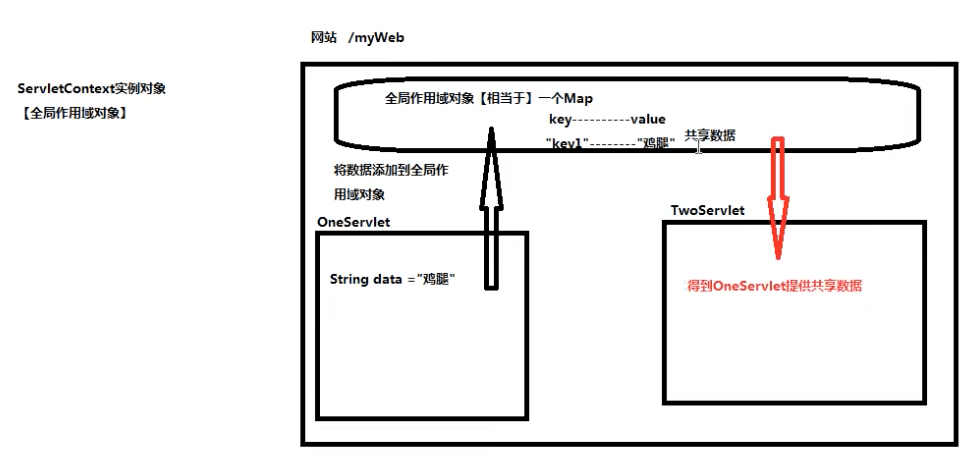 网站 /myWeb
ServletContext实例对象
【全局作用域对象】
全局作用域对象【相当于】一个Map
key----------value
"key1"--------"鸡腿" 共享数据
将数据添加到全局作
用域对象
OneServlet
TwoServlet
String data ="鸡腿"
得到OneServlet提供共享数据